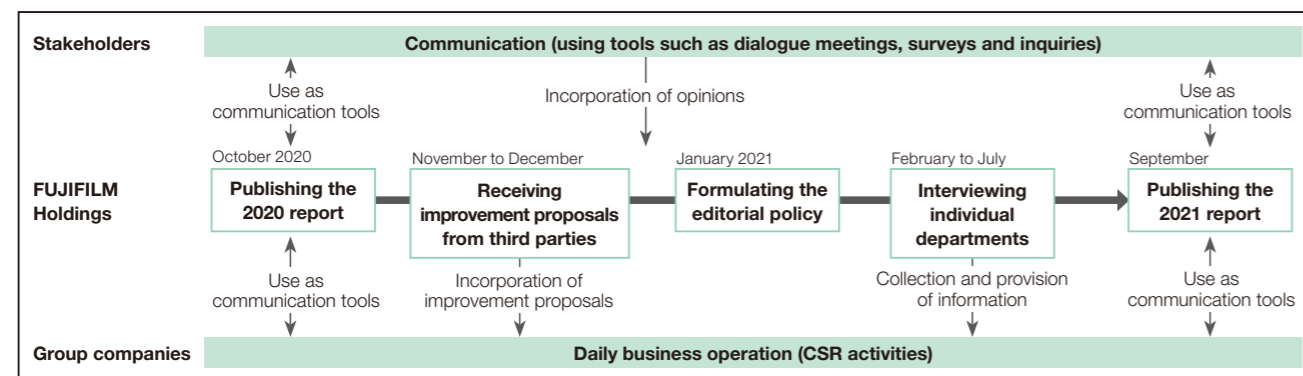 Stakeholders
Communication (using tools such as dialogue meetings, surveys and inquiries)
Use as
communication tools
Incorporation of opinions
Use as
communication tools
FUJIFILM
Holdings
October 2020
Publishing the
2020 report
November to December
Receiving
improvement proposals
from third parties
January 2021
Formulating the
editorial policy
February to July
Interviewing
individual
departments
September
Publishing the
2021 report
Use as
communication tools
Incorporation of
improvement proposals
Collection and provision
of information
Use as
communication tools
Group companies
Daily business operation (CSR activities)